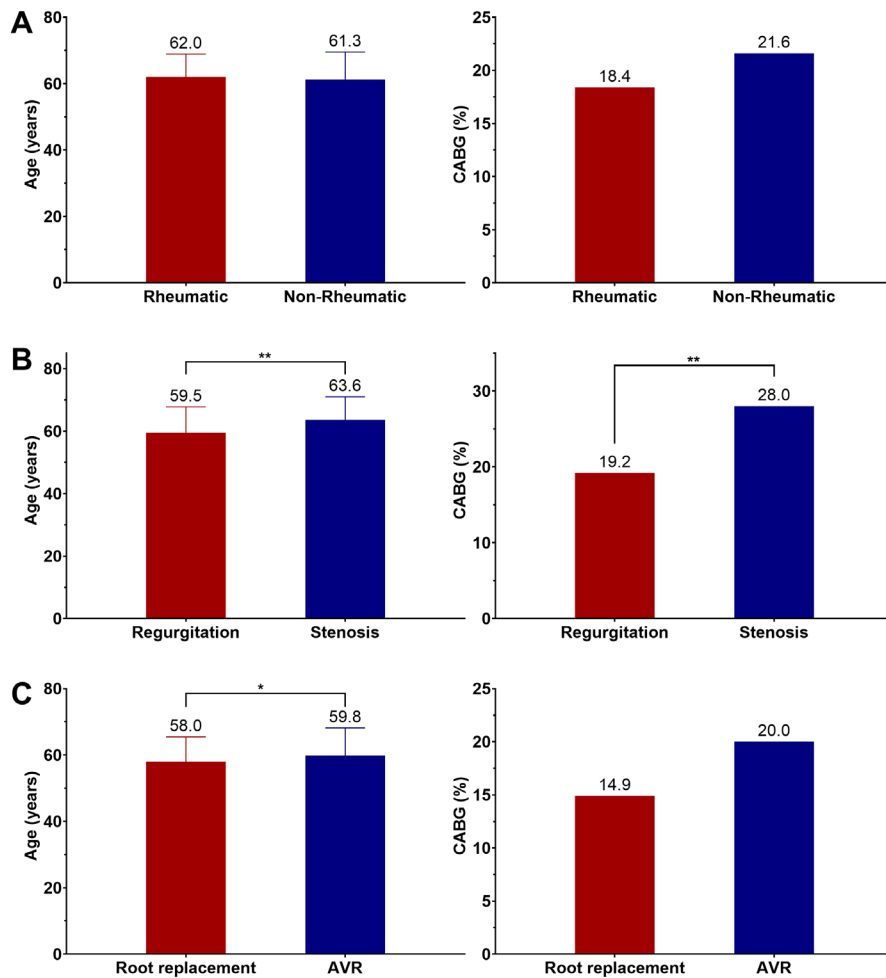 A
Age (years)
80
60
40
20
0
62.0
61.3
Rheumatic
Non-Rheumatic
CABG (%)
25
20
15
10
5
0
18.4
21.6
Rheumatic
Non-Rheumatic
B
Age (years)
80
60
40
20
0
**
59.5
63.6
Regurgitation
Stenosis
CABG (%)
30
20
10
0
**
19.2
28.0
Regurgitation
Stenosis
C
Age (years)
80
60
40
20
0
*
58.0
59.8
Root replacement
AVR
CABG (%)
25
20
15
10
5
0
14.9
20.0
Root replacement
AVR